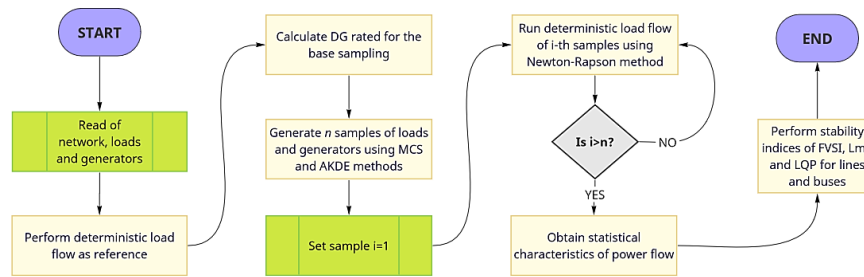 START
Read of
network, loads
and generators
Perform deterministic load
flow as reference
Calculate DG rated for the
base sampling
Generate n samples of loads
and generators using MCS
and AKDE methods
Set sample i=1
Run deterministic load flow
of i-th samples using
Newton-Rapson method
Is i>n?
NO
YES
Obtain statistical
characteristics of power flow
Perform stability
indices of FVSI, Lm
and LQP for lines
and buses
END